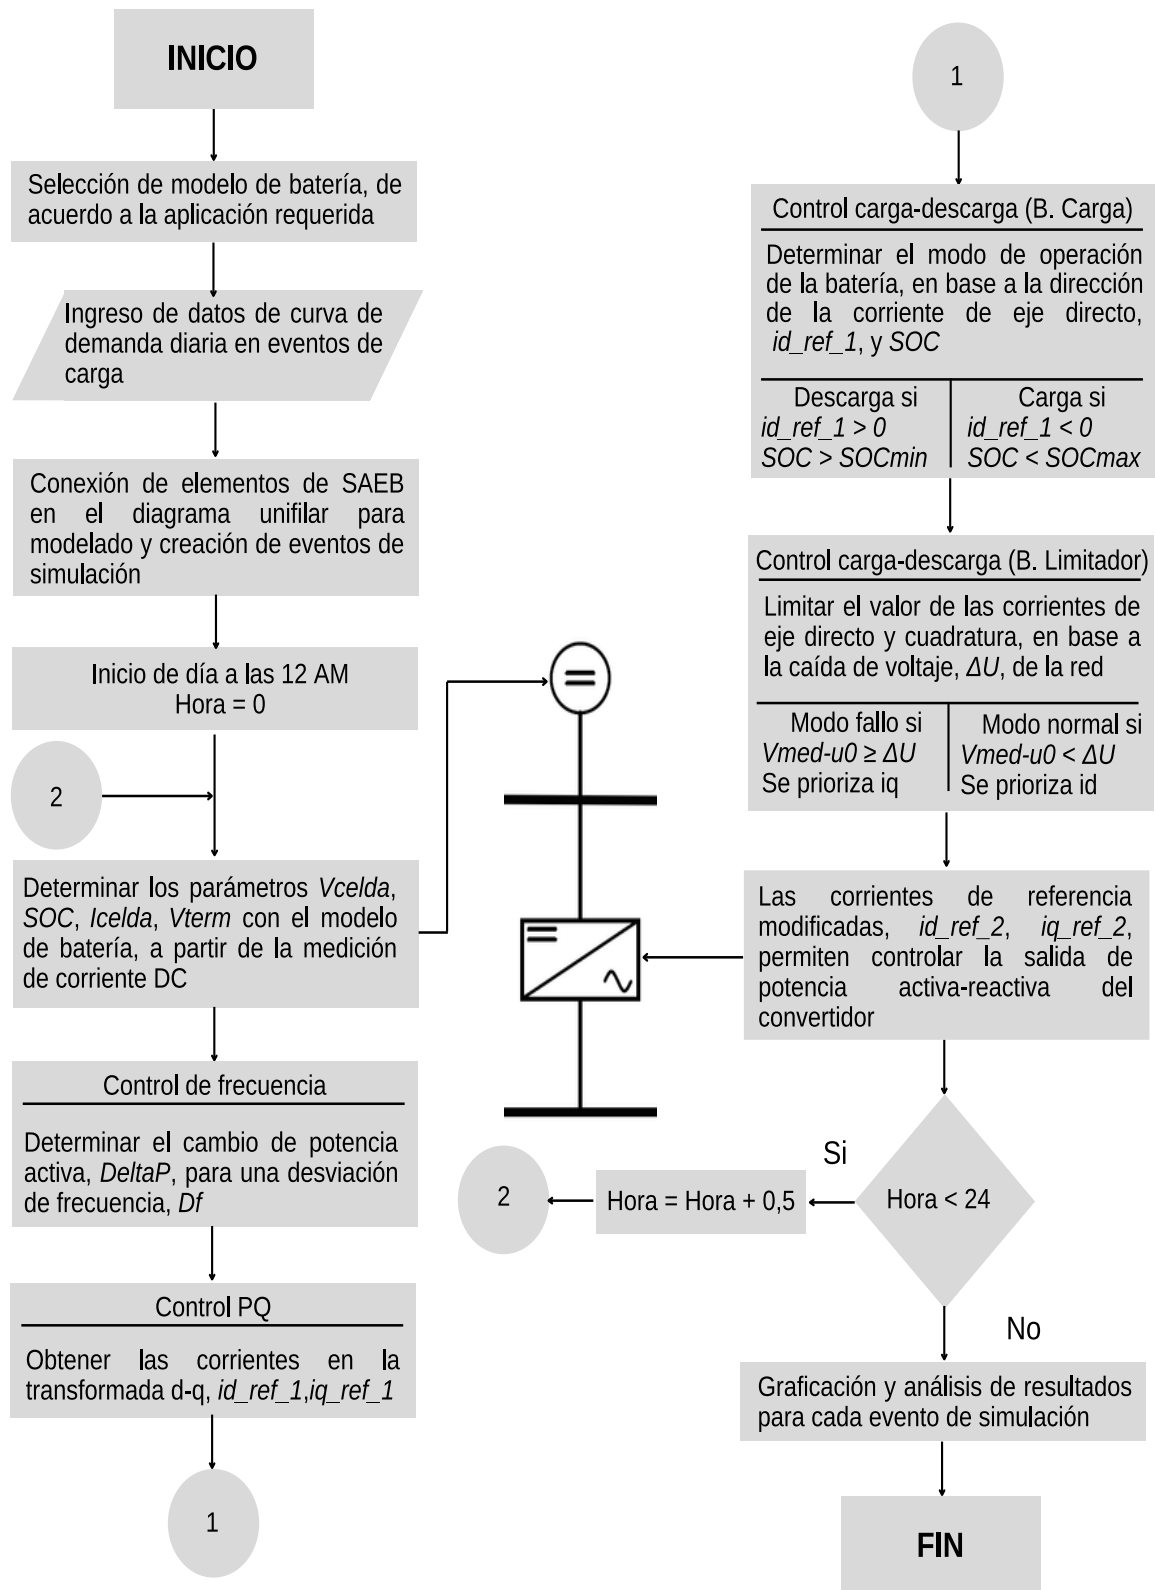 INICIO
Selección de modelo de batería, de
acuerdo a la aplicación requerida
Ingreso de datos de curva de
demanda diaria en eventos de
carga
Conexión de elementos de SAEB
en el diagrama unifilar para
modelado y creación de eventos de
simulación
Inicio de día a las 12 AM
Hora = 0
2
Determinar los parámetros Vcelda,
SOC, Icelda, Vterm con el modelo
de batería, a partir de la medición
de corriente DC
Control de frecuencia
Determinar el cambio de potencia
activa, DeltaP, para una desviación
de frecuencia, Df
Control PQ
Obtener las corrientes en la
transformada d-q, id_ref_1,iq_ref_1
1
1
Control carga-descarga (B. Carga)
Determinar el modo de operación
de la batería, en base a la dirección
de la corriente de eje directo,
id_ref_1, y SOC
Descarga si
id_ref_1 > 0
SOC > SOCmin
Carga si
id_ref_1 < 0
SOC < SOCmax
Control carga-descarga (B. Limitador)
Limitar el valor de las corrientes de
eje directo y cuadratura, en base a
la caída de voltaje, ΔU, de la red
Modo fallo si
Vmed-u0 ≥ ΔU
Se prioriza iq
Modo normal si
Vmed-u0 < ΔU
Se prioriza id
Las corrientes de referencia
modificadas, id_ref_2, iq_ref_2,
permiten controlar la salida de
potencia activa-reactiva del
convertidor
Hora < 24
Si
Hora = Hora + 0,5
2
No
Graficación y análisis de resultados
para cada evento de simulación
FIN